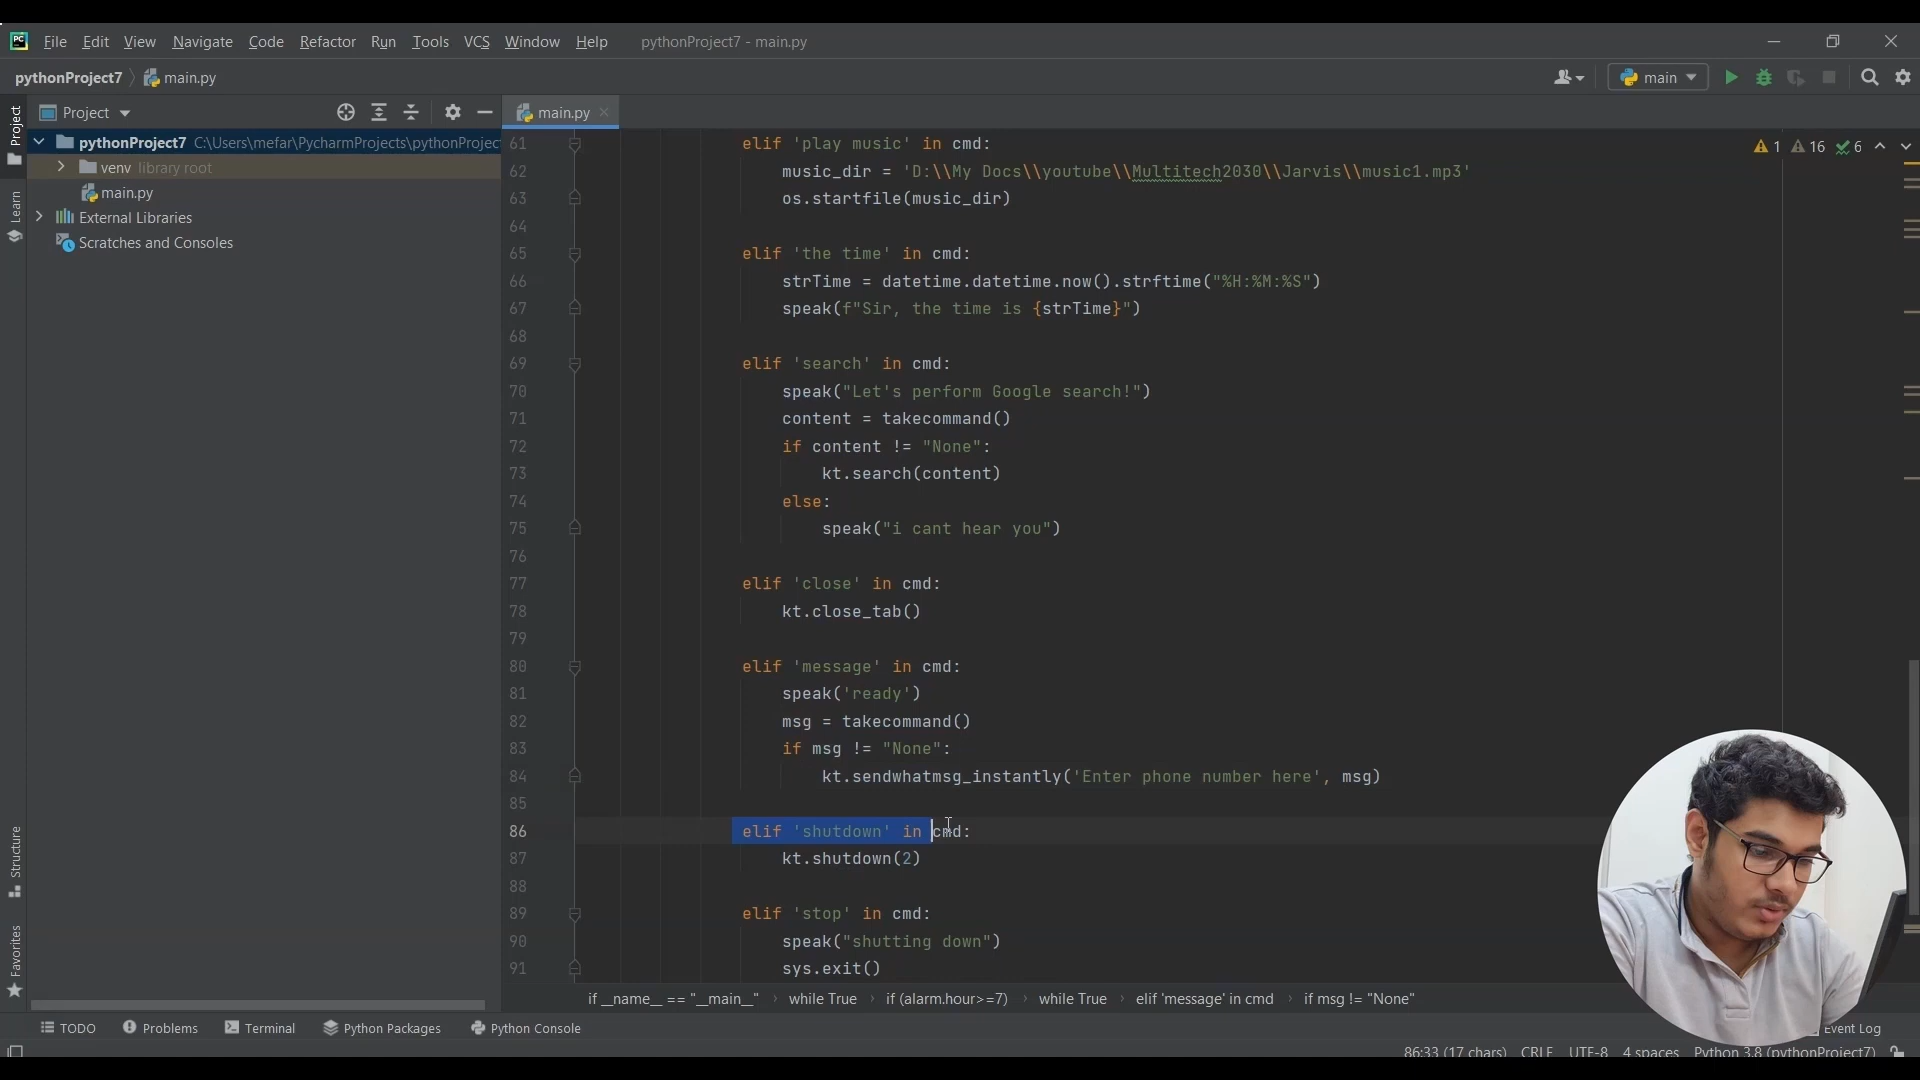 PC File Edit View Navigate Code Refactor Run Tools VCS Window Help pythonProject7 - main.py
pythonProject7 main.py main
Project main.py
Project
pythonProject7 C:\Users\mefar\PycharmProjects\pythonProjec
venv library root
main.py
External Libraries
Scratches and Consoles
Learn
Structure
Favorites
1 16 6
61 elif 'play music' in cmd:
62 music_dir = 'D:\\My Docs\\youtube\\Multitech2030\\Jarvis\\music1.mp3'
63 os.startfile(music_dir)
64
65 elif 'the time' in cmd:
66 strTime = datetime.datetime.now().strftime("%H:%M:%S")
67 speak(f"Sir, the time is {strTime}")
68
69 elif 'search' in cmd:
70 speak("Let's perform Google search!")
71 content = takecommand()
72 if content != "None":
73 kt.search(content)
74 else:
75 speak("i cant hear you")
76
77 elif 'close' in cmd:
78 kt.close_tab()
79
80 elif 'message' in cmd:
81 speak('ready')
82 msg = takecommand()
83 if msg != "None":
84 kt.sendwhatmsg_instantly('Enter phone number here', msg)
85
86 elif 'shutdown' in cmd:
87 kt.shutdown(2)
88
89 elif 'stop' in cmd:
90 speak("shutting down")
91 sys.exit()
if __name__ == "__main__" › while True › if (alarm.hour>=7) › while True › elif 'message' in cmd › if msg != "None"
TODO Problems Terminal Python Packages Python Console Event Log
86:33 (17 chars) CRLF UTF-8 4 spaces Python 3.8 (pythonProject7)